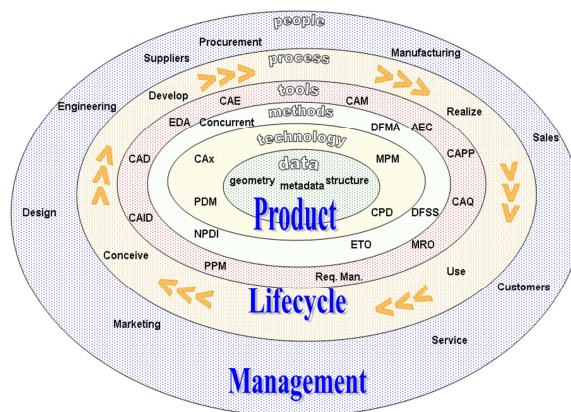 people
Procurement
Suppliers
Manufacturing
process
Engineering
Develop
tools
CAE
CAM
Realize
Sales
methods
EDA
Concurrent
DFMA
AEC
technology
CAD
CAx
data
MPM
CAPP
geometry
metadata
structure
CAID
PDM
CPD
DFSS
CAQ
Design
Product
NPDI
ETO
MRO
Conceive
PPM
Req. Man.
Use
Customers
Lifecycle
Marketing
Service
Management